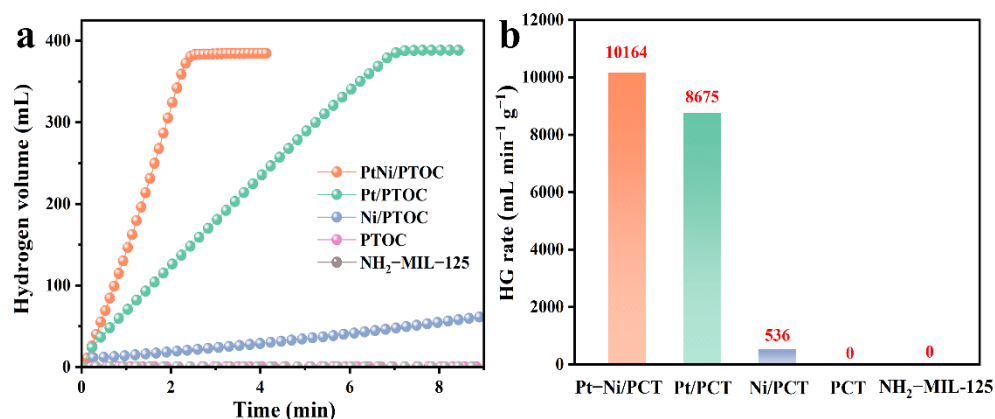 a
Hydrogen volume (mL)
400
300
200
100
0
0
2
4
6
8
Time (min)
PtNi/PTOC
Pt/PTOC
Ni/PTOC
PTOC
NH₂−MIL−125
b
HG rate (mL min⁻¹ g⁻¹)
12000
10000
8000
6000
4000
2000
0
10164
8675
536
0
0
Pt−Ni/PCT
Pt/PCT
Ni/PCT
PCT
NH₂−MIL-125